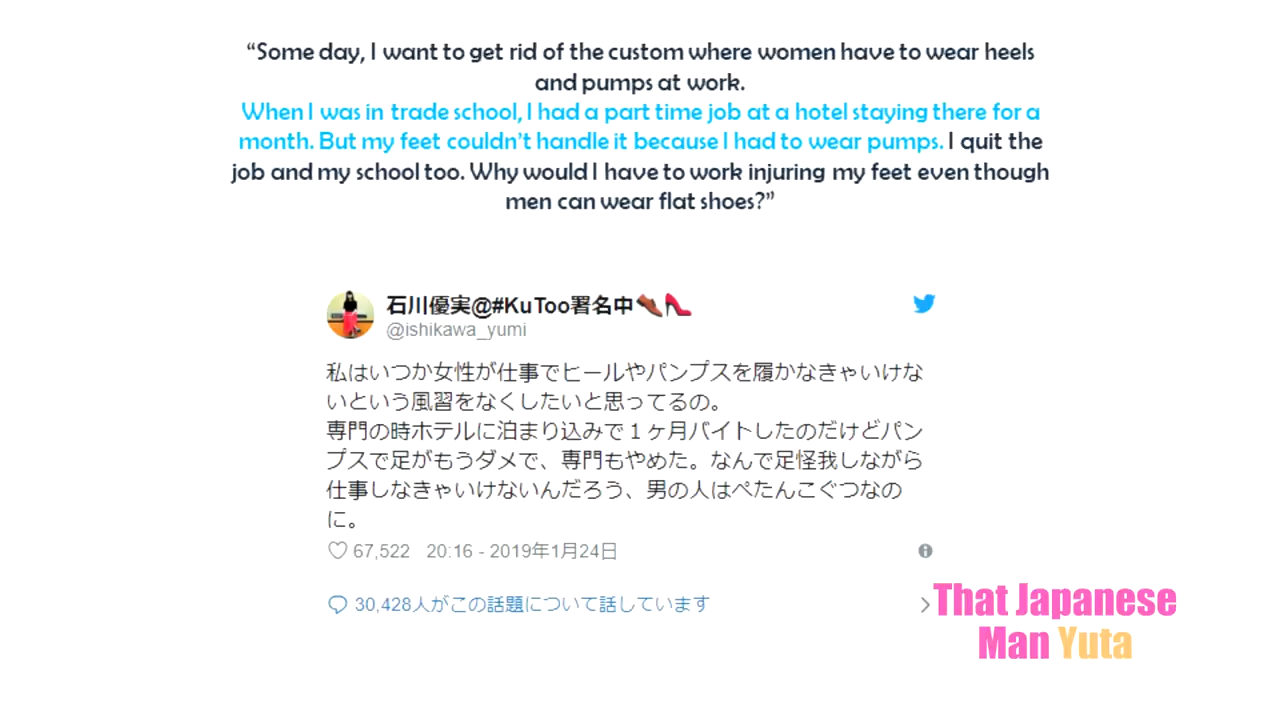 “Some day, I want to get rid of the custom where women have to wear heels
and pumps at work.
When I was in trade school, I had a part time job at a hotel staying there for a
month. But my feet couldn’t handle it because I had to wear pumps. I quit the
job and my school too. Why would I have to work injuring my feet even though
men can wear flat shoes?”
石川優実@#KuToo署名中👞👠
@ishikawa_yumi
私はいつか女性が仕事でヒールやパンプスを履かなきゃいけな
いという風習をなくしたいと思ってるの。
専門の時ホテルに泊まり込みで１ヶ月バイトしたのだけどパン
プスで足がもうダメで、専門もやめた。なんで足怪我しながら
仕事しなきゃいけないんだろう、男の人はぺたんこぐつなの
に。
67,522 20:16 - 2019年1月24日
30,428人がこの話題について話しています
That Japanese
Man Yuta